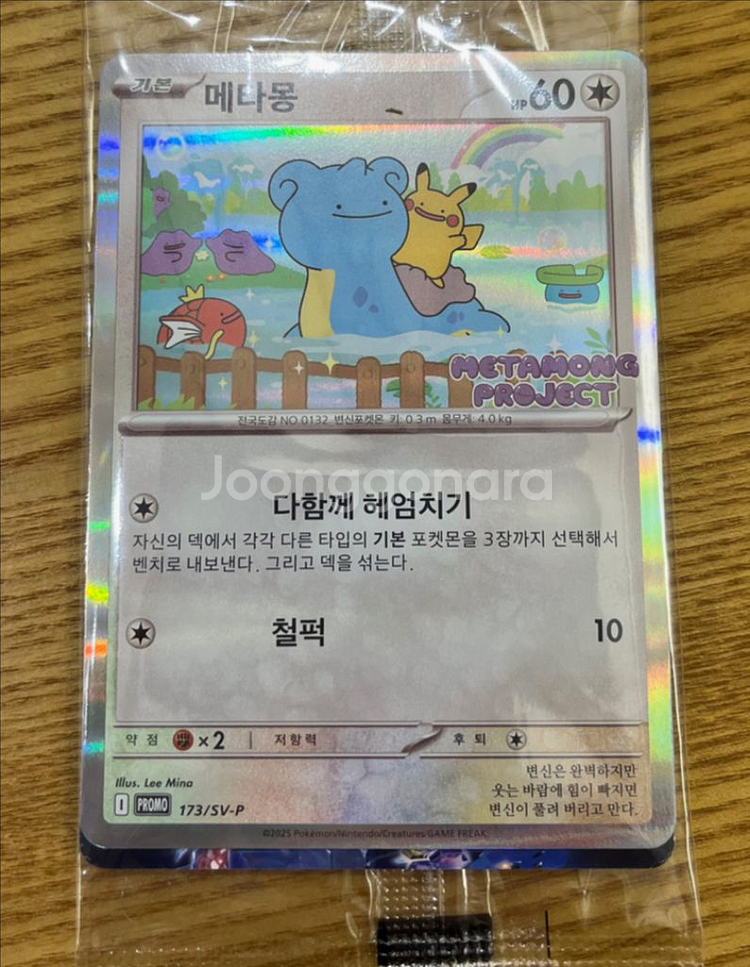 기본 메타몽 HP60
METAMONG
PROJECT
전국도감 NO 0132 변신포켓몬 키: 0.3 m 몸무게: 4.0 kg
Joonggonara
다함께 헤엄치기
자신의 덱에서 각각 다른 타입의 기본 포켓몬을 3장까지 선택해서
벤치로 내보낸다. 그리고 덱을 섞는다.
철퍽 10
약점 ×2 저항력 후퇴
변신은 완벽하지만
웃는 바람에 힘이 빠지면
변신이 풀려 버리고 만다.
Illus. Lee Mina
I PROMO 173/SV-P
©2025 Pokémon/Nintendo/Creatures/GAME FREAK.